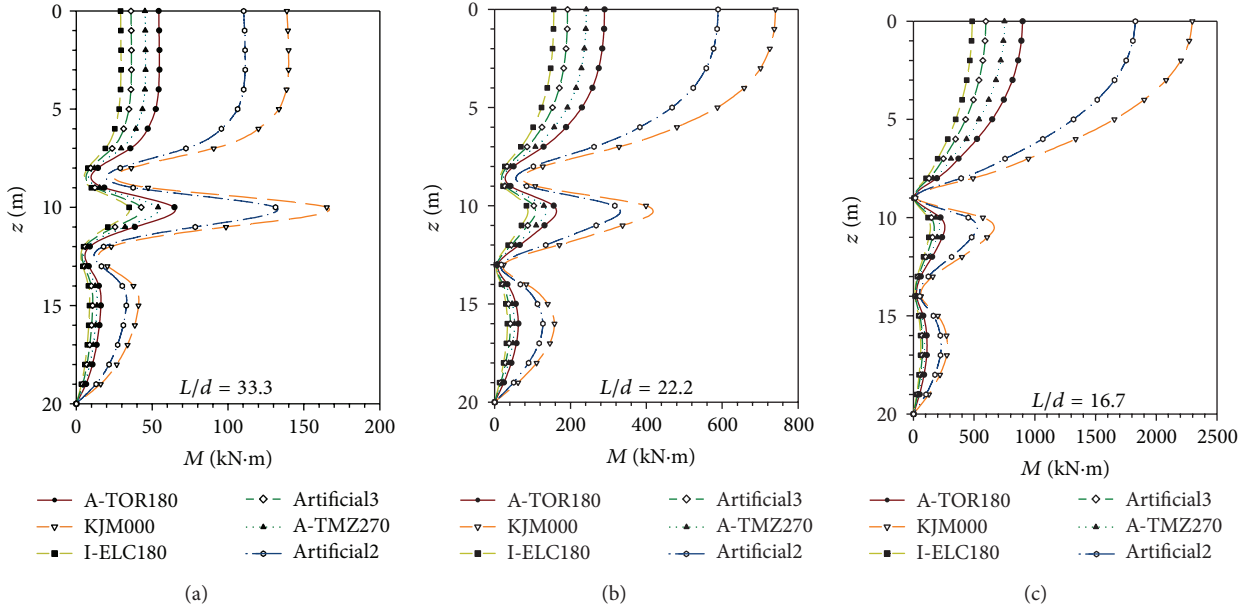 0
5
10
15
20
z (m)
0 50 100 150 200
M (kN·m)
L/d = 33.3
A-TOR180
KJM000
I-ELC180
Artificial3
A-TMZ270
Artificial2
(a)
0
5
10
15
20
z (m)
0 200 400 600 800
M (kN·m)
L/d = 22.2
A-TOR180
KJM000
I-ELC180
Artificial3
A-TMZ270
Artificial2
(b)
0
5
10
15
20
z (m)
0 500 1000 1500 2000 2500
M (kN·m)
L/d = 16.7
A-TOR180
KJM000
I-ELC180
Artificial3
A-TMZ270
Artificial2
(c)